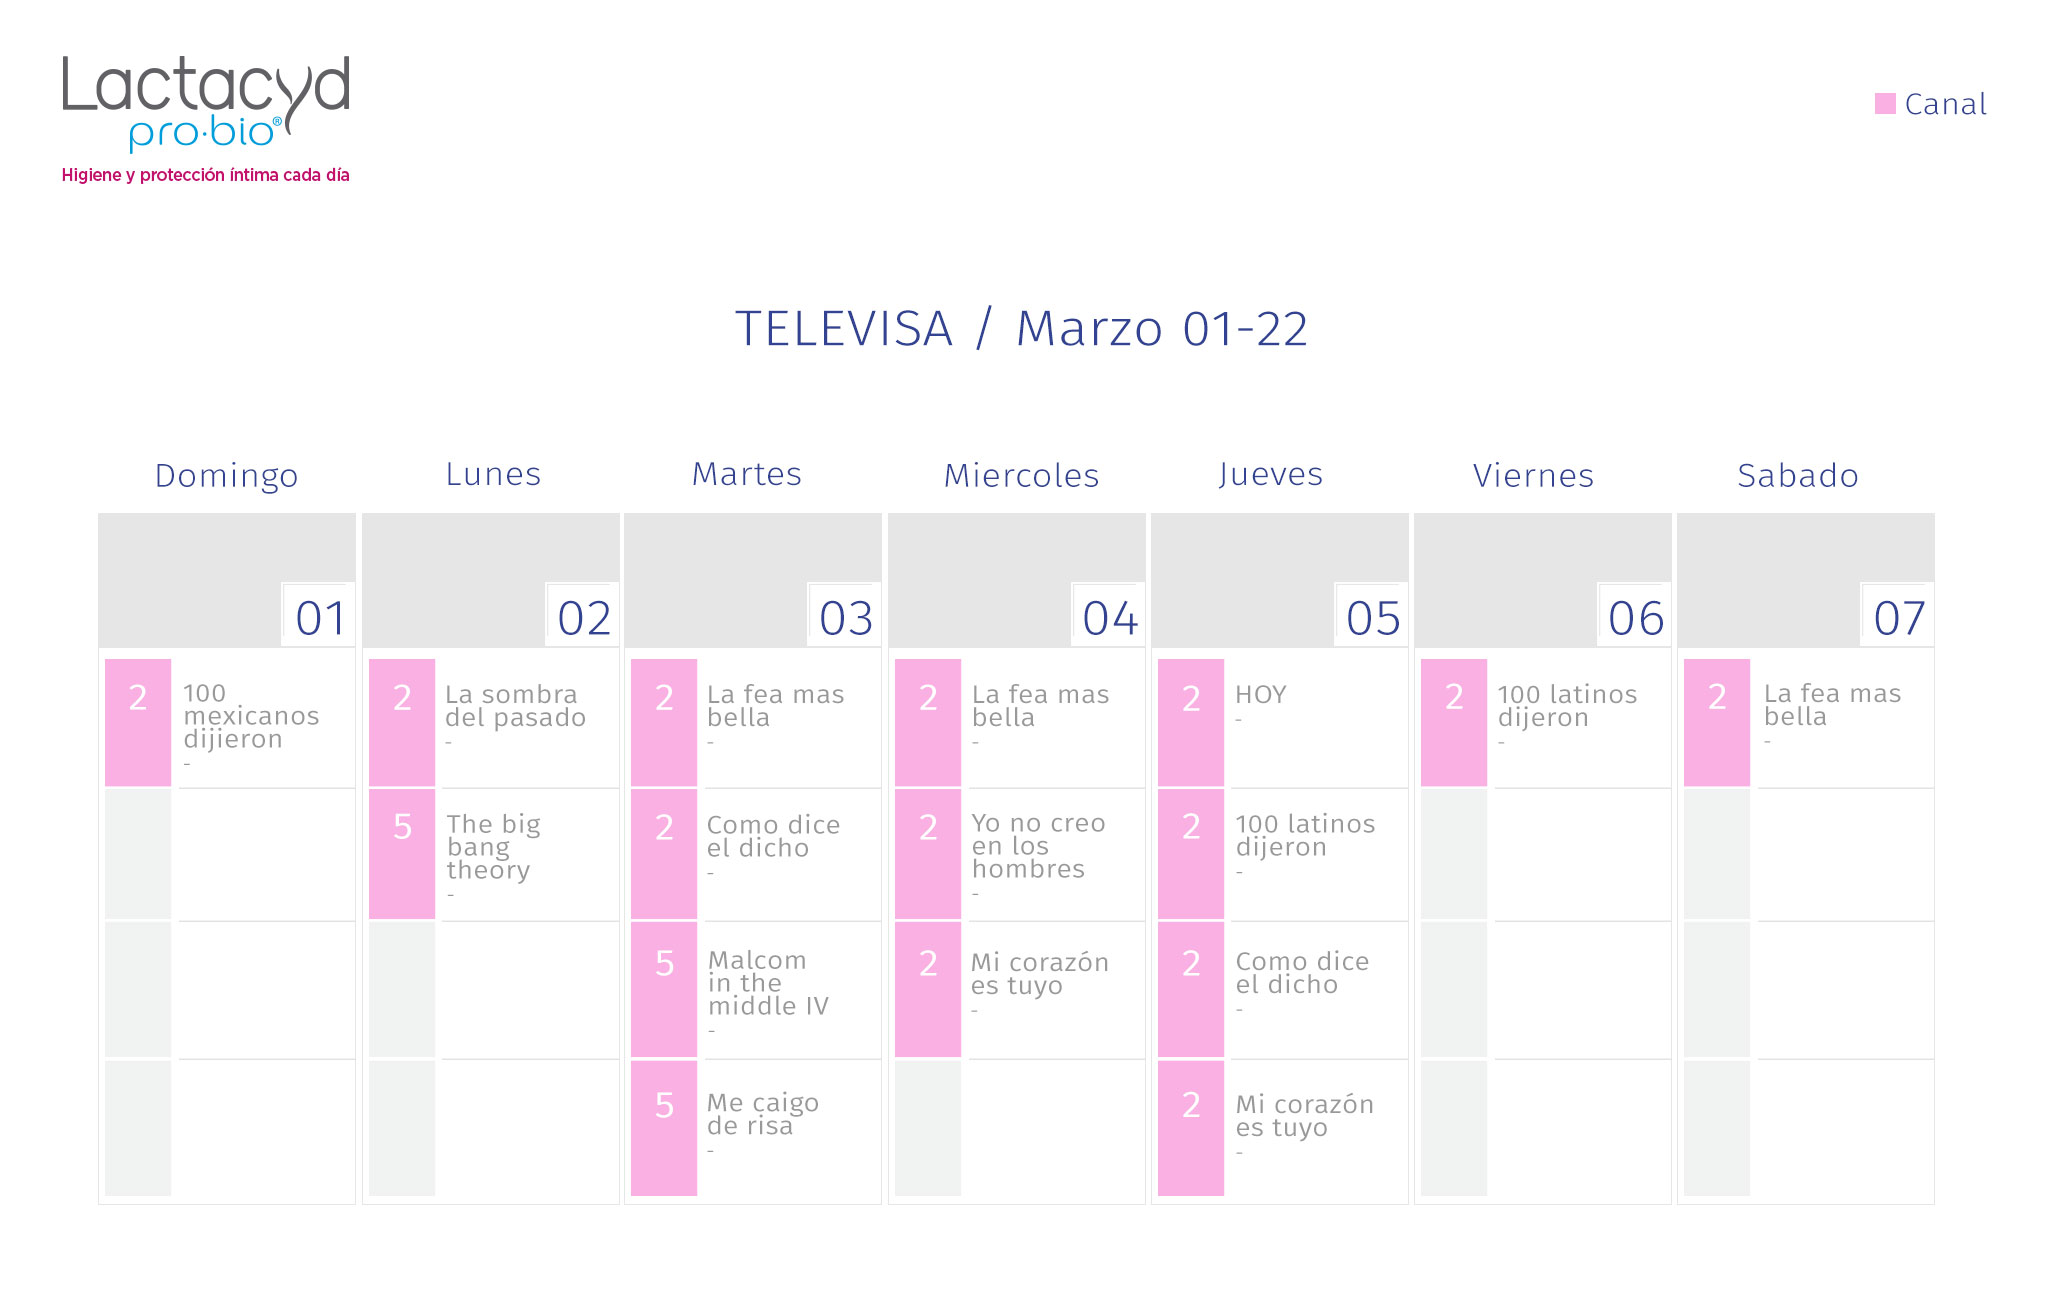 Lactacyd
pro·bio®
Higiene y protección íntima cada día
Canal
TELEVISA / Marzo 01-22
Domingo
Lunes
Martes
Miercoles
Jueves
Viernes
Sabado
01
02
03
04
05
06
07
2
100
mexicanos
dijieron
-
2
La sombra
del pasado
-
2
La fea mas
bella
-
2
La fea mas
bella
-
2
HOY
-
2
100 latinos
dijeron
-
2
La fea mas
bella
-
5
The big
bang
theory
-
2
Como dice
el dicho
-
2
Yo no creo
en los
hombres
-
2
100 latinos
dijeron
-
5
Malcom
in the
middle IV
-
2
Mi corazón
es tuyo
-
2
Como dice
el dicho
-
5
Me caigo
de risa
-
2
Mi corazón
es tuyo
-